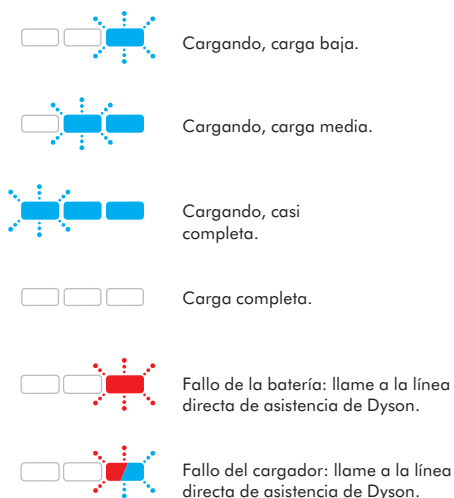 Cargando, carga baja.
Cargando, carga media.
Cargando, casi
completa.
Carga completa.
Fallo de la batería: llame a la línea
directa de asistencia de Dyson.
Fallo del cargador: llame a la línea
directa de asistencia de Dyson.